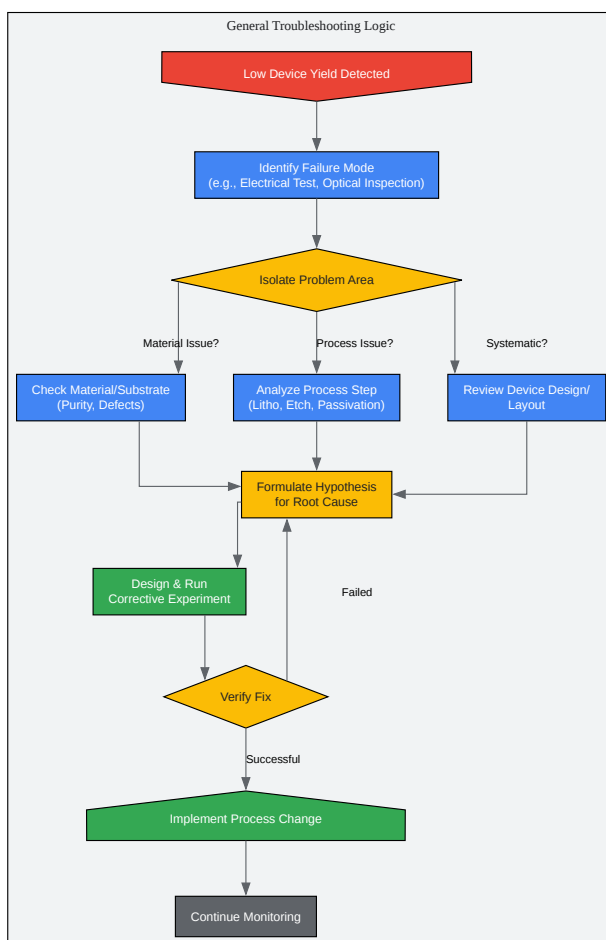 General Troubleshooting Logic
Low Device Yield Detected
Identify Failure Mode
(e.g., Electrical Test, Optical Inspection)
Isolate Problem Area
Material Issue?
Process Issue?
Systematic?
Check Material/Substrate
(Purity, Defects)
Analyze Process Step
(Litho, Etch, Passivation)
Review Device Design/
Layout
Formulate Hypothesis
for Root Cause
Design & Run
Corrective Experiment
Failed
Verify Fix
Successful
Implement Process Change
Continue Monitoring